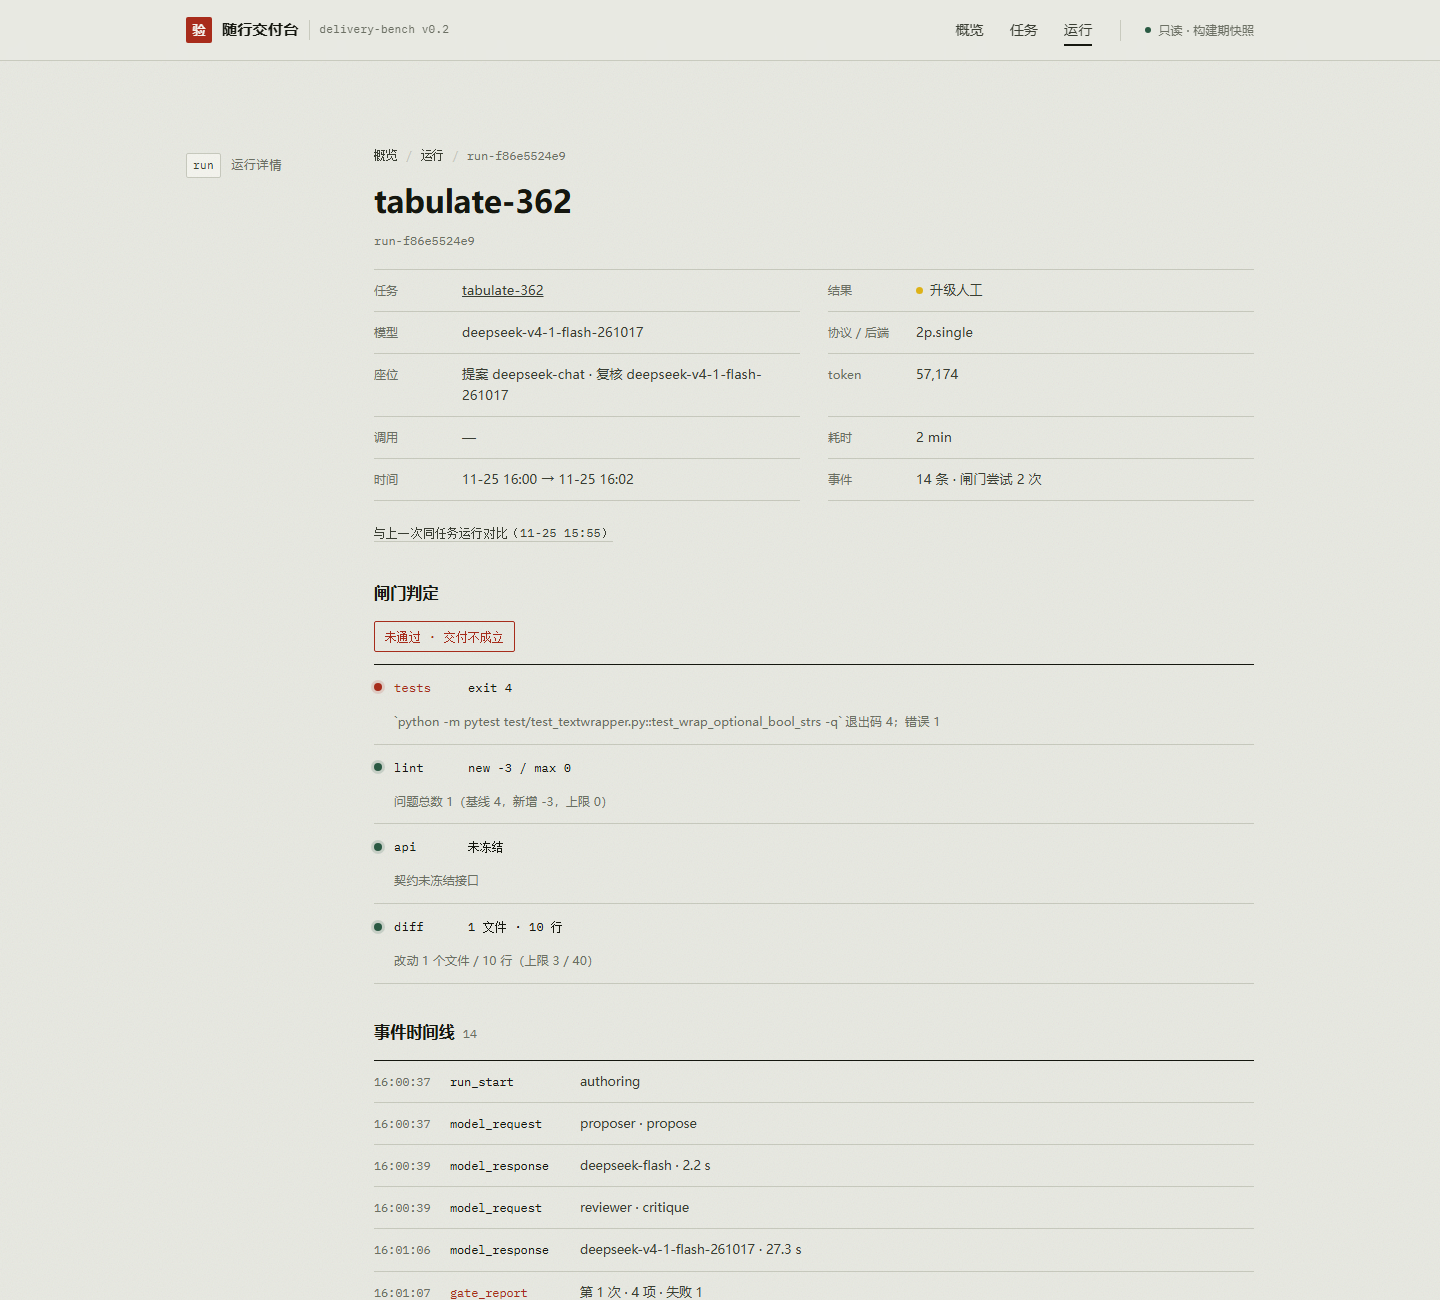 验 随行交付台 delivery-bench v0.2 概览 任务 运行 只读 · 构建期快照
run 运行详情
概览 / 运行 / run-f86e5524e9
tabulate-362
run-f86e5524e9
任务 tabulate-362 结果 升级人工
模型 deepseek-v4-1-flash-261017 协议 / 后端 2p.single
座位 提案 deepseek-chat · 复核 deepseek-v4-1-flash-
261017 token 57,174
调用 — 耗时 2 min
时间 11-25 16:00 → 11-25 16:02 事件 14 条 · 闸门尝试 2 次
与上一次同任务运行对比（11-25 15:55）
闸门判定
未通过 · 交付不成立
tests exit 4
`python -m pytest test/test_textwrapper.py::test_wrap_optional_bool_strs -q` 退出码 4；错误 1
lint new -3 / max 0
问题总数 1（基线 4，新增 -3，上限 0）
api 未冻结
契约未冻结接口
diff 1 文件 · 10 行
改动 1 个文件 / 10 行（上限 3 / 40）
事件时间线 14
16:00:37 run_start authoring
16:00:37 model_request proposer · propose
16:00:39 model_response deepseek-flash · 2.2 s
16:00:39 model_request reviewer · critique
16:01:06 model_response deepseek-v4-1-flash-261017 · 27.3 s
16:01:07 gate_report 第 1 次 · 4 项 · 失败 1